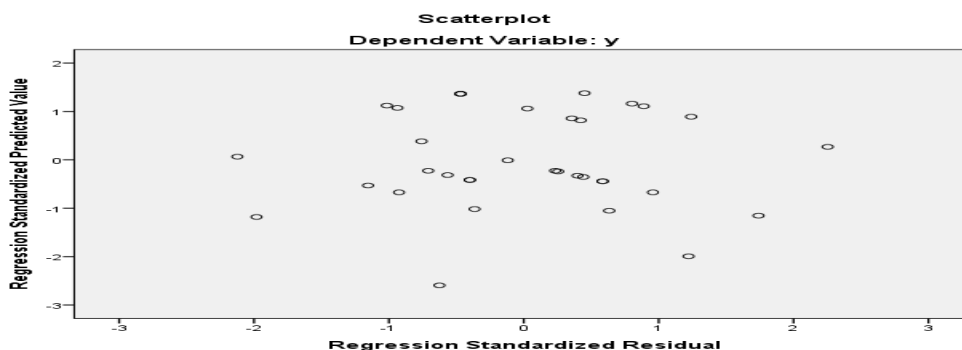 Scatterplot
Dependent Variable: y
Regression Standardized Predicted Value
2
1
0
-1
-2
-3
-3 -2 -1 0 1 2 3
Regression Standardized Residual